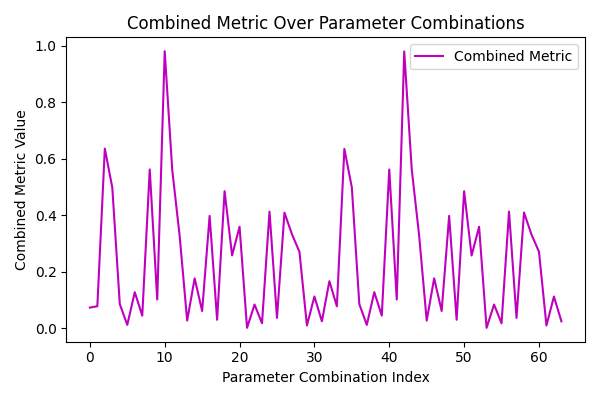 Combined Metric Over Parameter Combinations
Combined Metric
Combined Metric Value
1.0
0.8
0.6
0.4
0.2
0.0
0 10 20 30 40 50 60
Parameter Combination Index